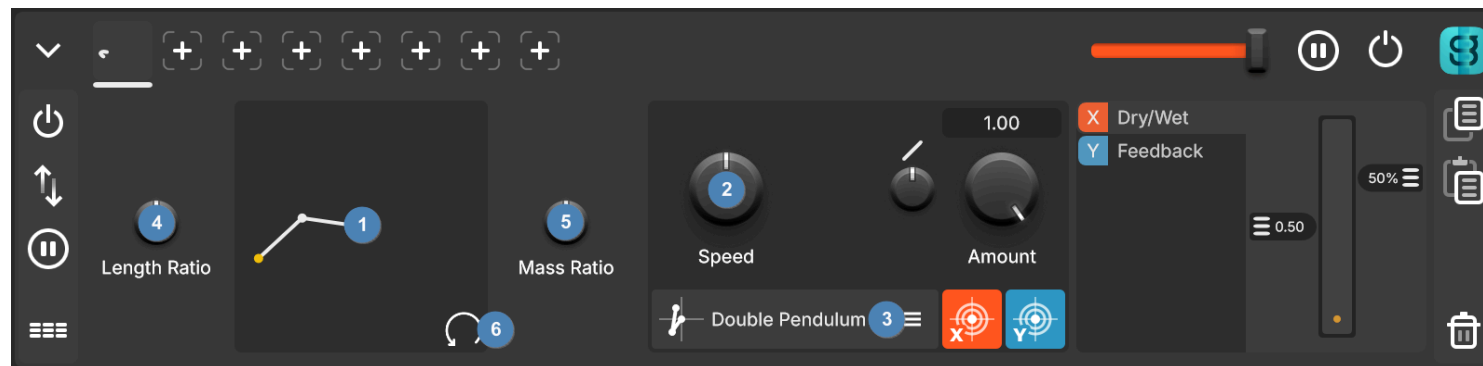 1.00
X Dry/Wet
Y Feedback
2
50%
4
1
5
0.50
Length Ratio
Mass Ratio
Speed
Amount
6
Double Pendulum 3
X
Y